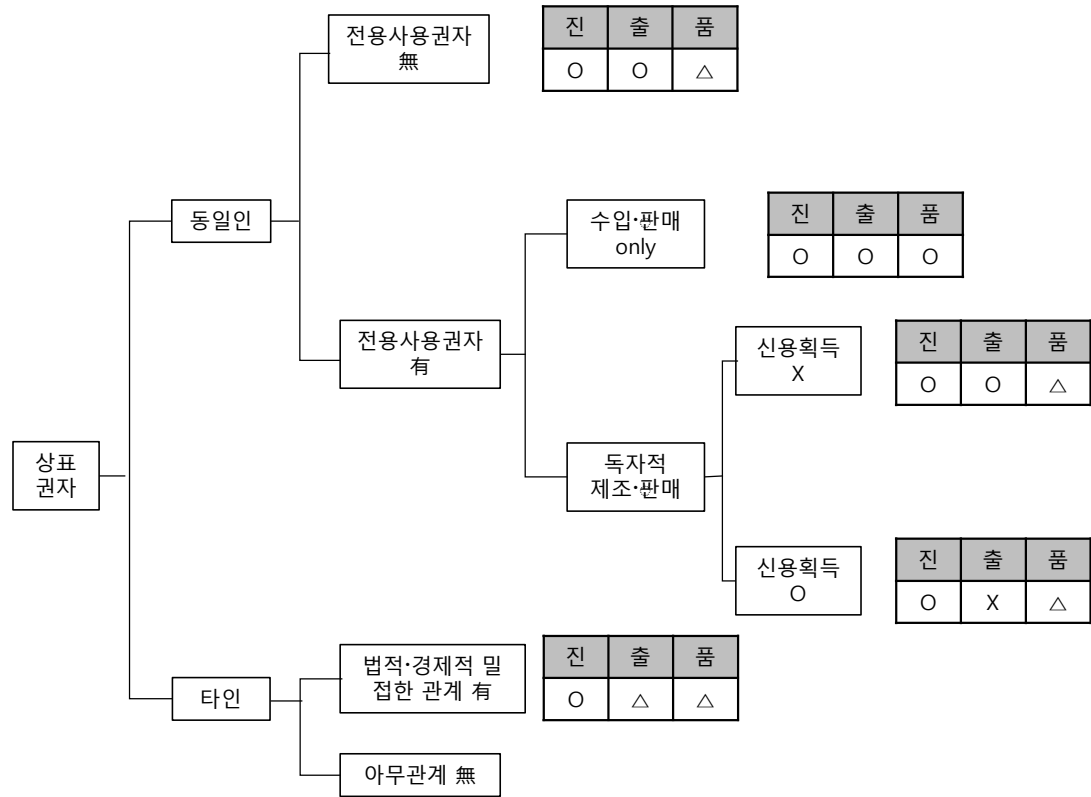 전용사용권자
無
진 출 품
O O △
동일인
수입·판매
only
진 출 품
O O O
전용사용권자
有
신용획득
X
진 출 품
O O △
상표
권자
독자적
제조·판매
신용획득
O
진 출 품
O X △
타인
법적·경제적 밀
접한 관계 有
진 출 품
O △ △
아무관계 無